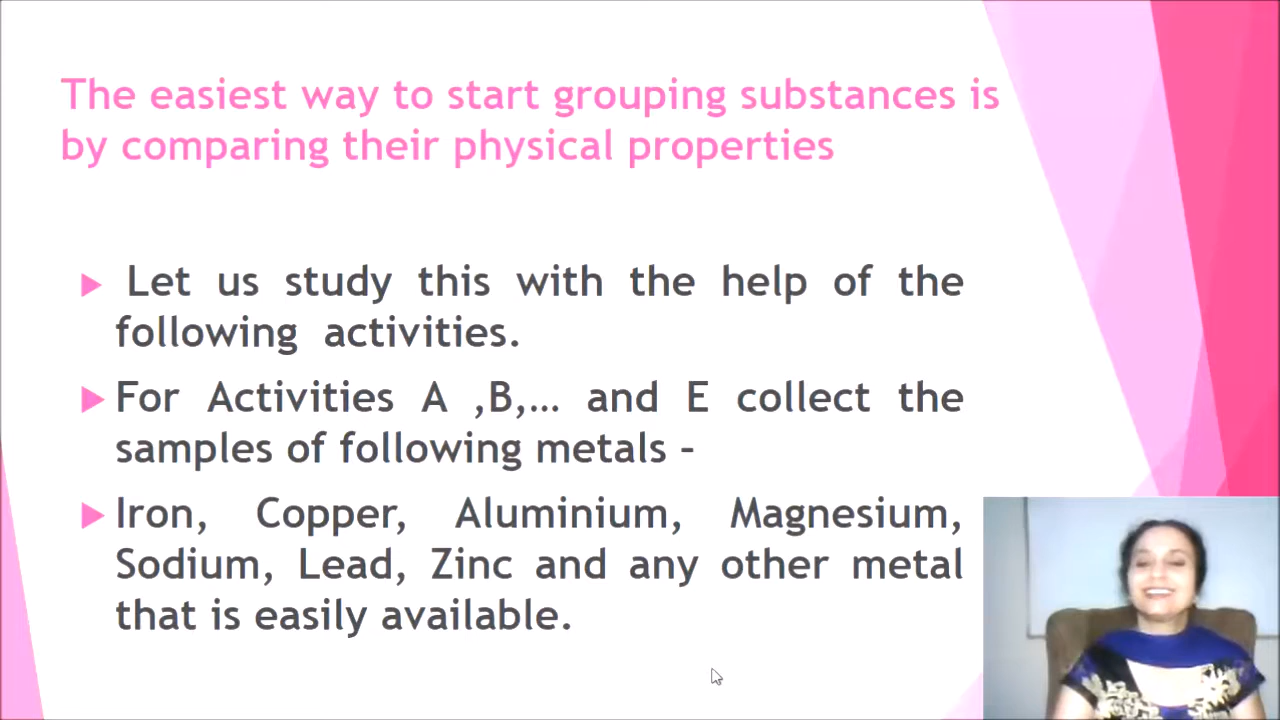 The easiest way to start grouping substances is
by comparing their physical properties
Let us study this with the help of the
following activities.
For Activities A ,B,… and E collect the
samples of following metals –
Iron, Copper, Aluminium, Magnesium,
Sodium, Lead, Zinc and any other metal
that is easily available.